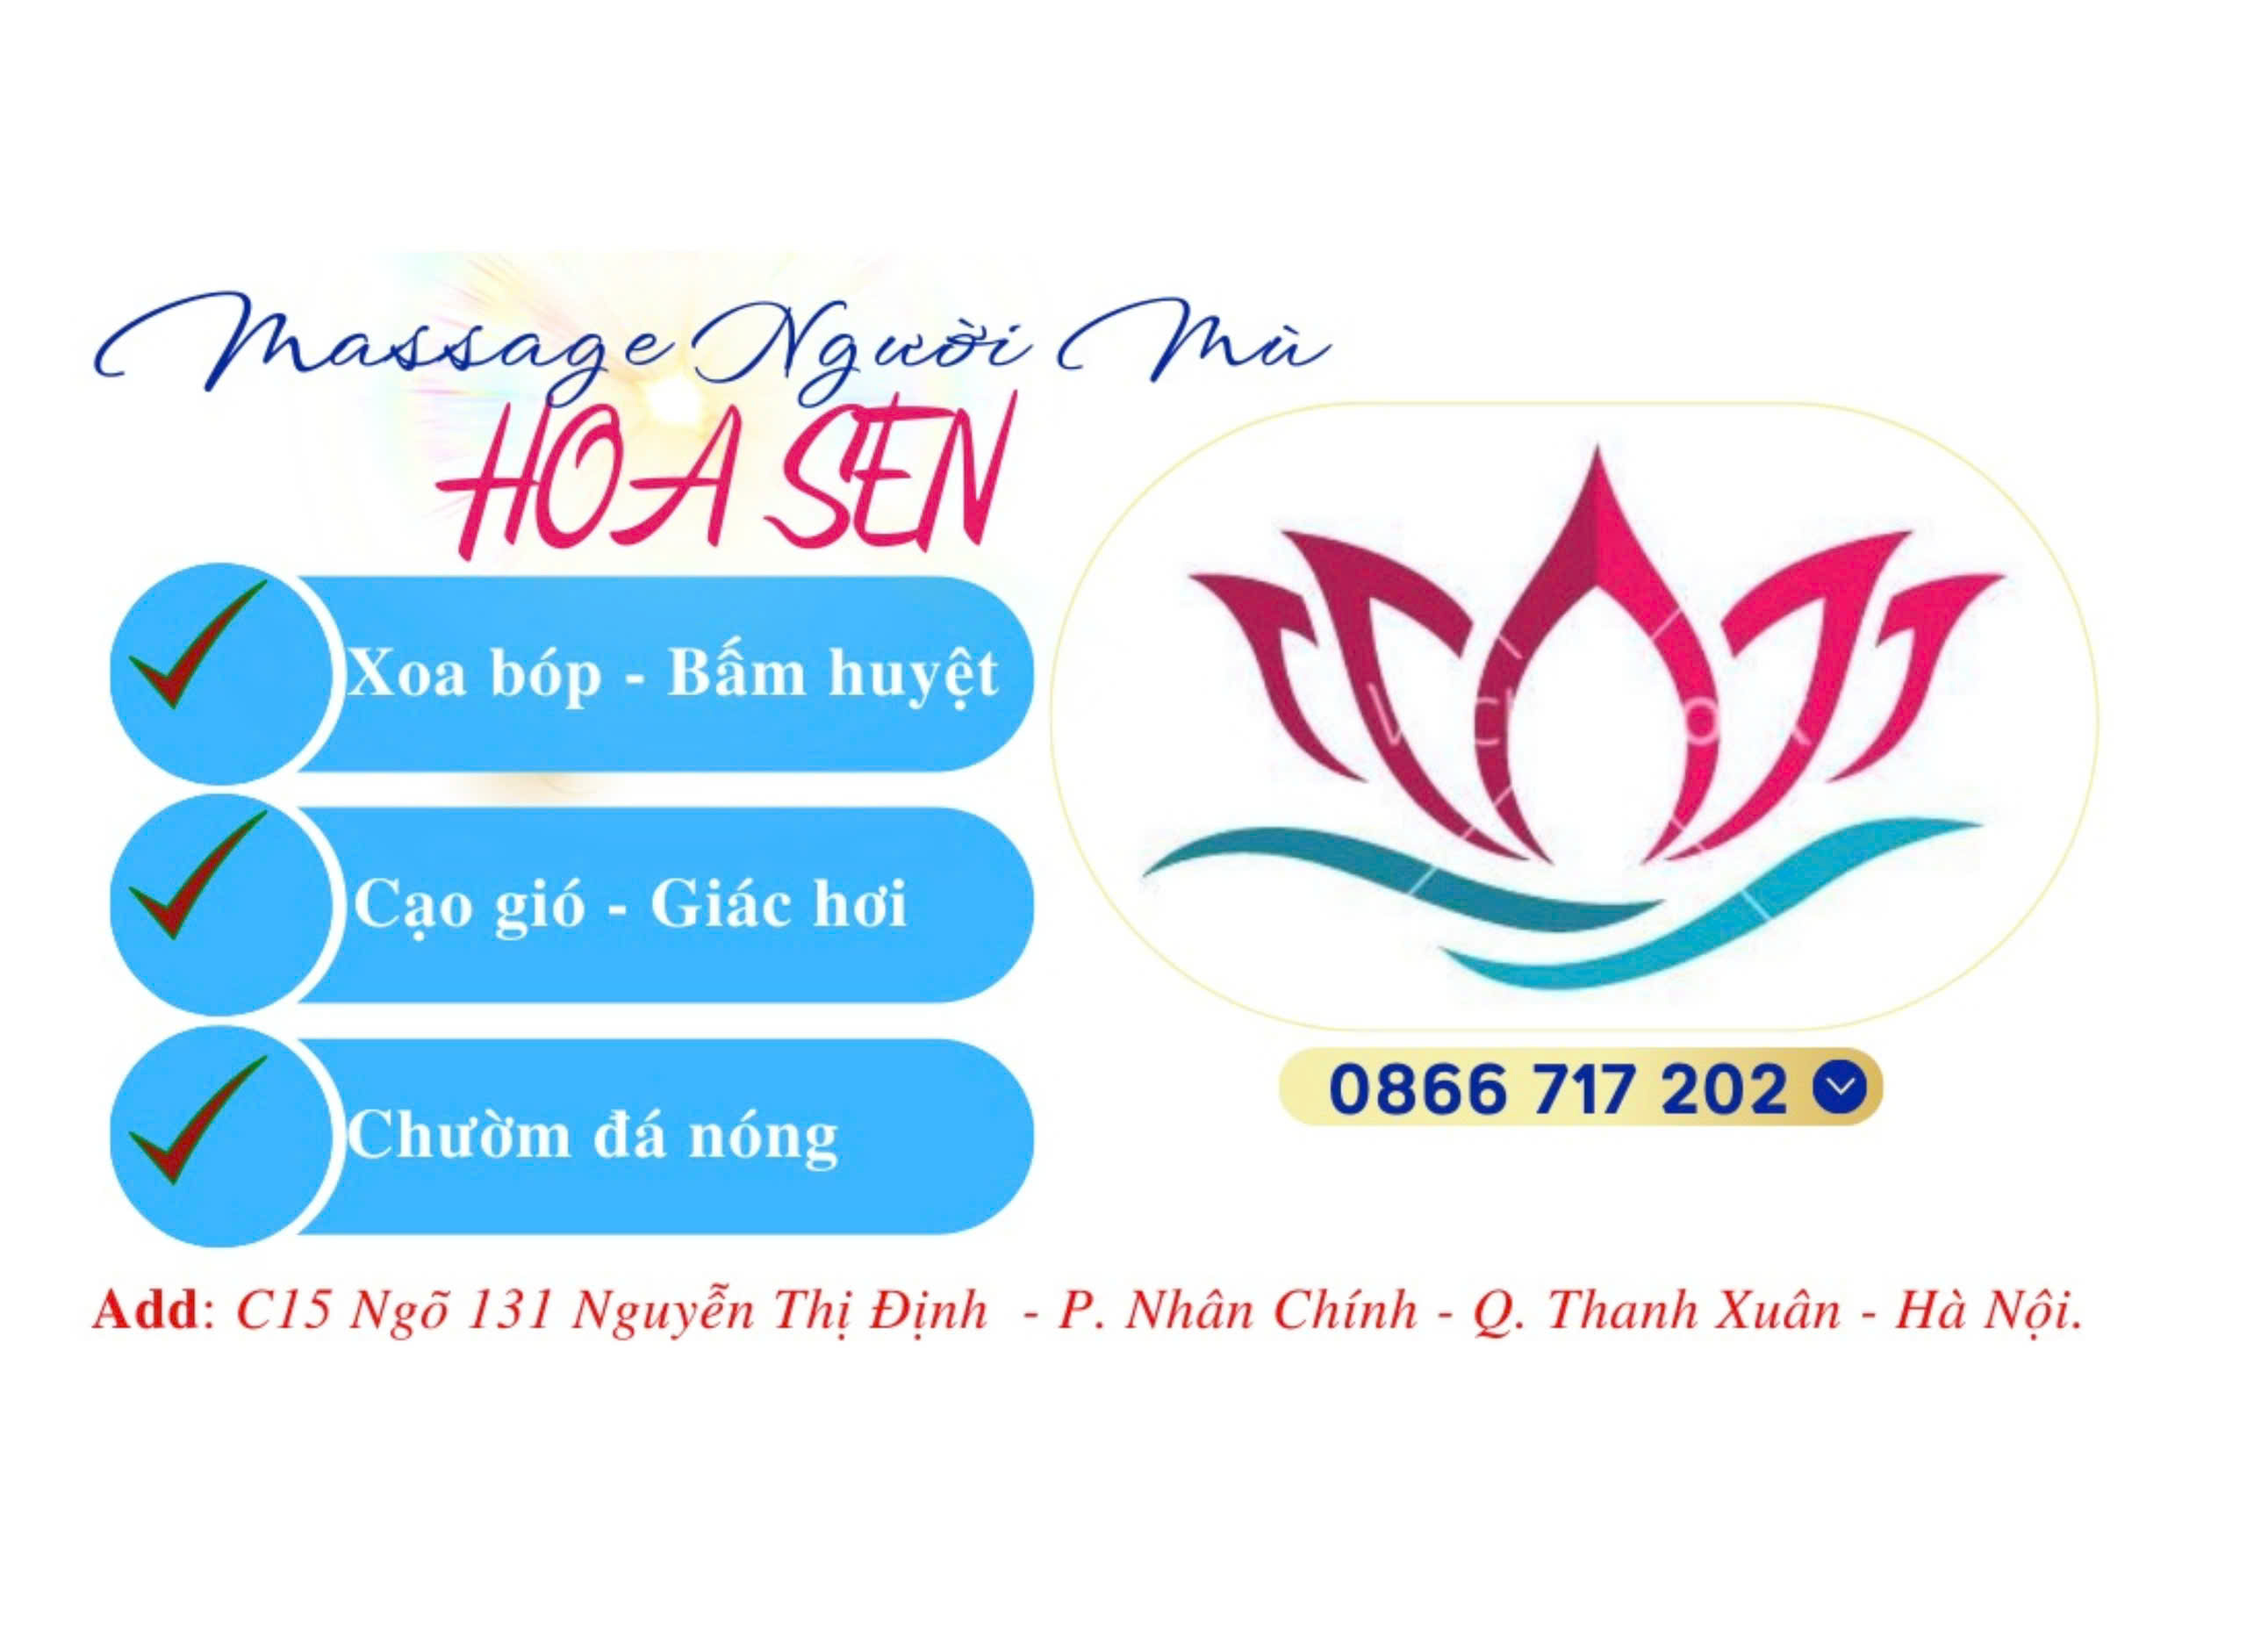 Massage Người Mù
HOA SEN
Xoa bóp - Bấm huyệt
Cạo gió - Giác hơi
Chườm đá nóng
0866 717 202
Add: C15 Ngõ 131 Nguyễn Thị Định - P. Nhân Chính - Q. Thanh Xuân - Hà Nội.